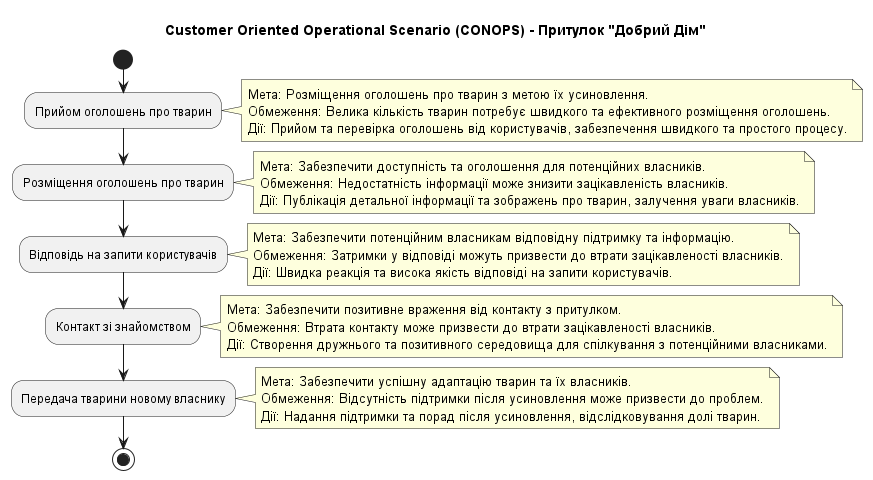 Customer Oriented Operational Scenario (CONOPS) - Притулок "Добрий Дім"
Прийом оголошень про тварин
Мета: Розміщення оголошень про тварин з метою їх усиновлення.
Обмеження: Велика кількість тварин потребує швидкого та ефективного розміщення оголошень.
Дії: Прийом та перевірка оголошень від користувачів, забезпечення швидкого та простого процесу.
Розміщення оголошень про тварин
Мета: Забезпечити доступність та оголошення для потенційних власників.
Обмеження: Недостатність інформації може знизити зацікавленість власників.
Дії: Публікація детальної інформації та зображень про тварин, залучення уваги власників.
Відповідь на запити користувачів
Мета: Забезпечити потенційним власникам відповідну підтримку та інформацію.
Обмеження: Затримки у відповіді можуть призвести до втрати зацікавленості власників.
Дії: Швидка реакція та висока якість відповіді на запити користувачів.
Контакт зі знайомством
Мета: Забезпечити позитивне враження від контакту з притулком.
Обмеження: Втрата контакту може призвести до втрати зацікавленості власників.
Дії: Створення дружнього та позитивного середовища для спілкування з потенційними власниками.
Передача тварини новому власнику
Мета: Забезпечити успішну адаптацію тварин та їх власників.
Обмеження: Відсутність підтримки після усиновлення може призвести до проблем.
Дії: Надання підтримки та порад після усиновлення, відслідковування долі тварин.